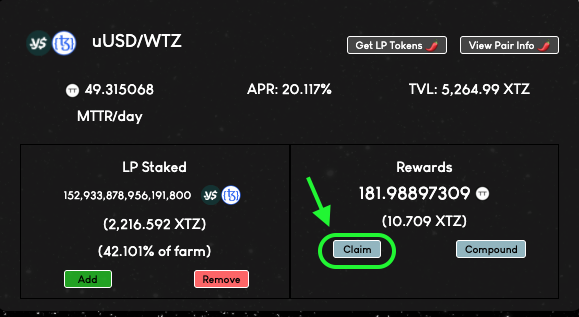 uUSD/WTZ
Get LP Tokens
View Pair Info
49.315068
MTTR/day
APR: 20.117%
TVL: 5,264.99 XTZ
LP Staked
152,933,878,956,191,800
(2,216.592 XTZ)
(42.101% of farm)
Add
Remove
Rewards
181.98897309
(10.709 XTZ)
Claim
Compound